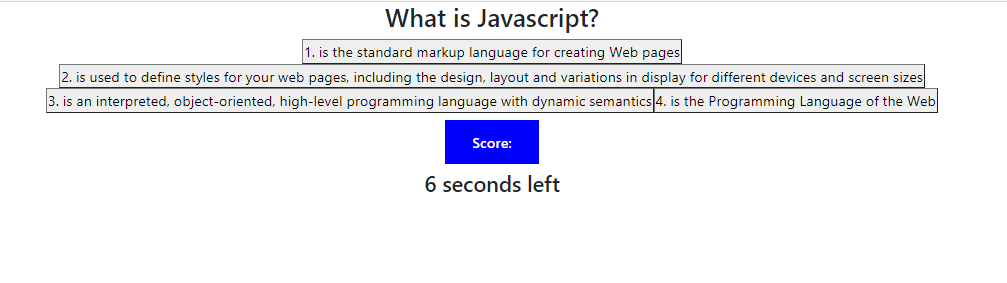 What is Javascript?
1. is the standard markup language for creating Web pages
2. is used to define styles for your web pages, including the design, layout and variations in display for different devices and screen sizes
3. is an interpreted, object-oriented, high-level programming language with dynamic semantics 4. is the Programming Language of the Web
Score:
6 seconds left